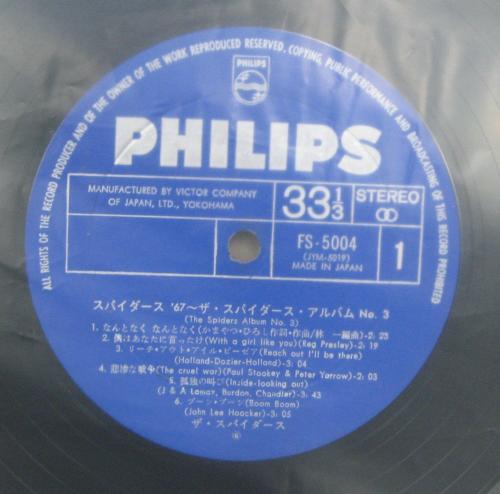 ALL RIGHTS OF THE RECORD PRODUCER AND OF THE OWNER OF THE WORK REPRODUCED RESERVED. COPYING, PUBLIC PERFORMANCE AND BROADCASTING OF THIS RECORD PROHIBITED
PHILIPS
PHILIPS
MANUFACTURED BY VICTOR COMPANY
OF JAPAN, LTD., YOKOHAMA
33 1/3
STEREO
FS-5004
(JYM-5019)
MADE IN JAPAN
1
スパイダース '67〜ザ・スパイダース・アルバム No. 3
(The Spiders Album No. 3)
1. なんとなく なんとなく(かまやつ・ひろし作詞・作曲/林 一編曲)-2: 25
2. 僕はあなたに首ったけ(With a girl like you)(Reg Presley)-2: 19
3. リーチ・アウト・アイル・ビーゼア(Reach out I'll be there)
(Holland-Dozier-Holland)-3: 04
4. 悲惨な戦争(The cruel war)(Paul Stookey & Peter Yarrow)-2: 03
5. 孤独の叫び(Inside-looking out)
(J & A Lomax, Burdon, Chandler)-3: 43
6. ブーン・ブーン(Boom Boom)
(John Lee Hoocker)-3: 05
ザ・スパイダース